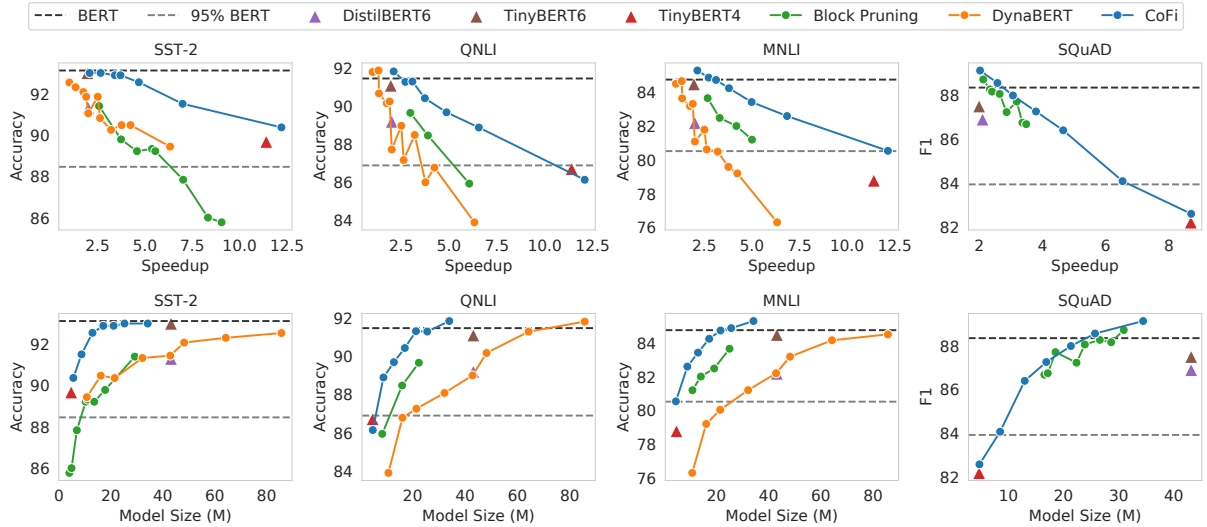 BERT 95% BERT DistilBERT6 TinyBERT6 TinyBERT4 Block Pruning DynaBERT CoFi
SST-2 QNLI MNLI SQuAD
Accuracy
92
90
88
86
2.5 5.0 7.5 10.0 12.5
Speedup
Accuracy
92
91
90
88
86
84
2.5 5.0 7.5 10.0 12.5
Speedup
Accuracy
84
82
80
78
76
2.5 5.0 7.5 10.0 12.5
Speedup
F1
88
86
84
82
2 4 6 8
Speedup
SST-2 QNLI MNLI SQuAD
Accuracy
92
90
88
86
0 20 40 60 80
Model Size (M)
Accuracy
92
91
90
88
86
84
20 40 60 80
Model Size (M)
Accuracy
84
82
80
78
76
20 40 60 80
Model Size (M)
F1
88
86
84
82
10 20 30 40
Model Size (M)